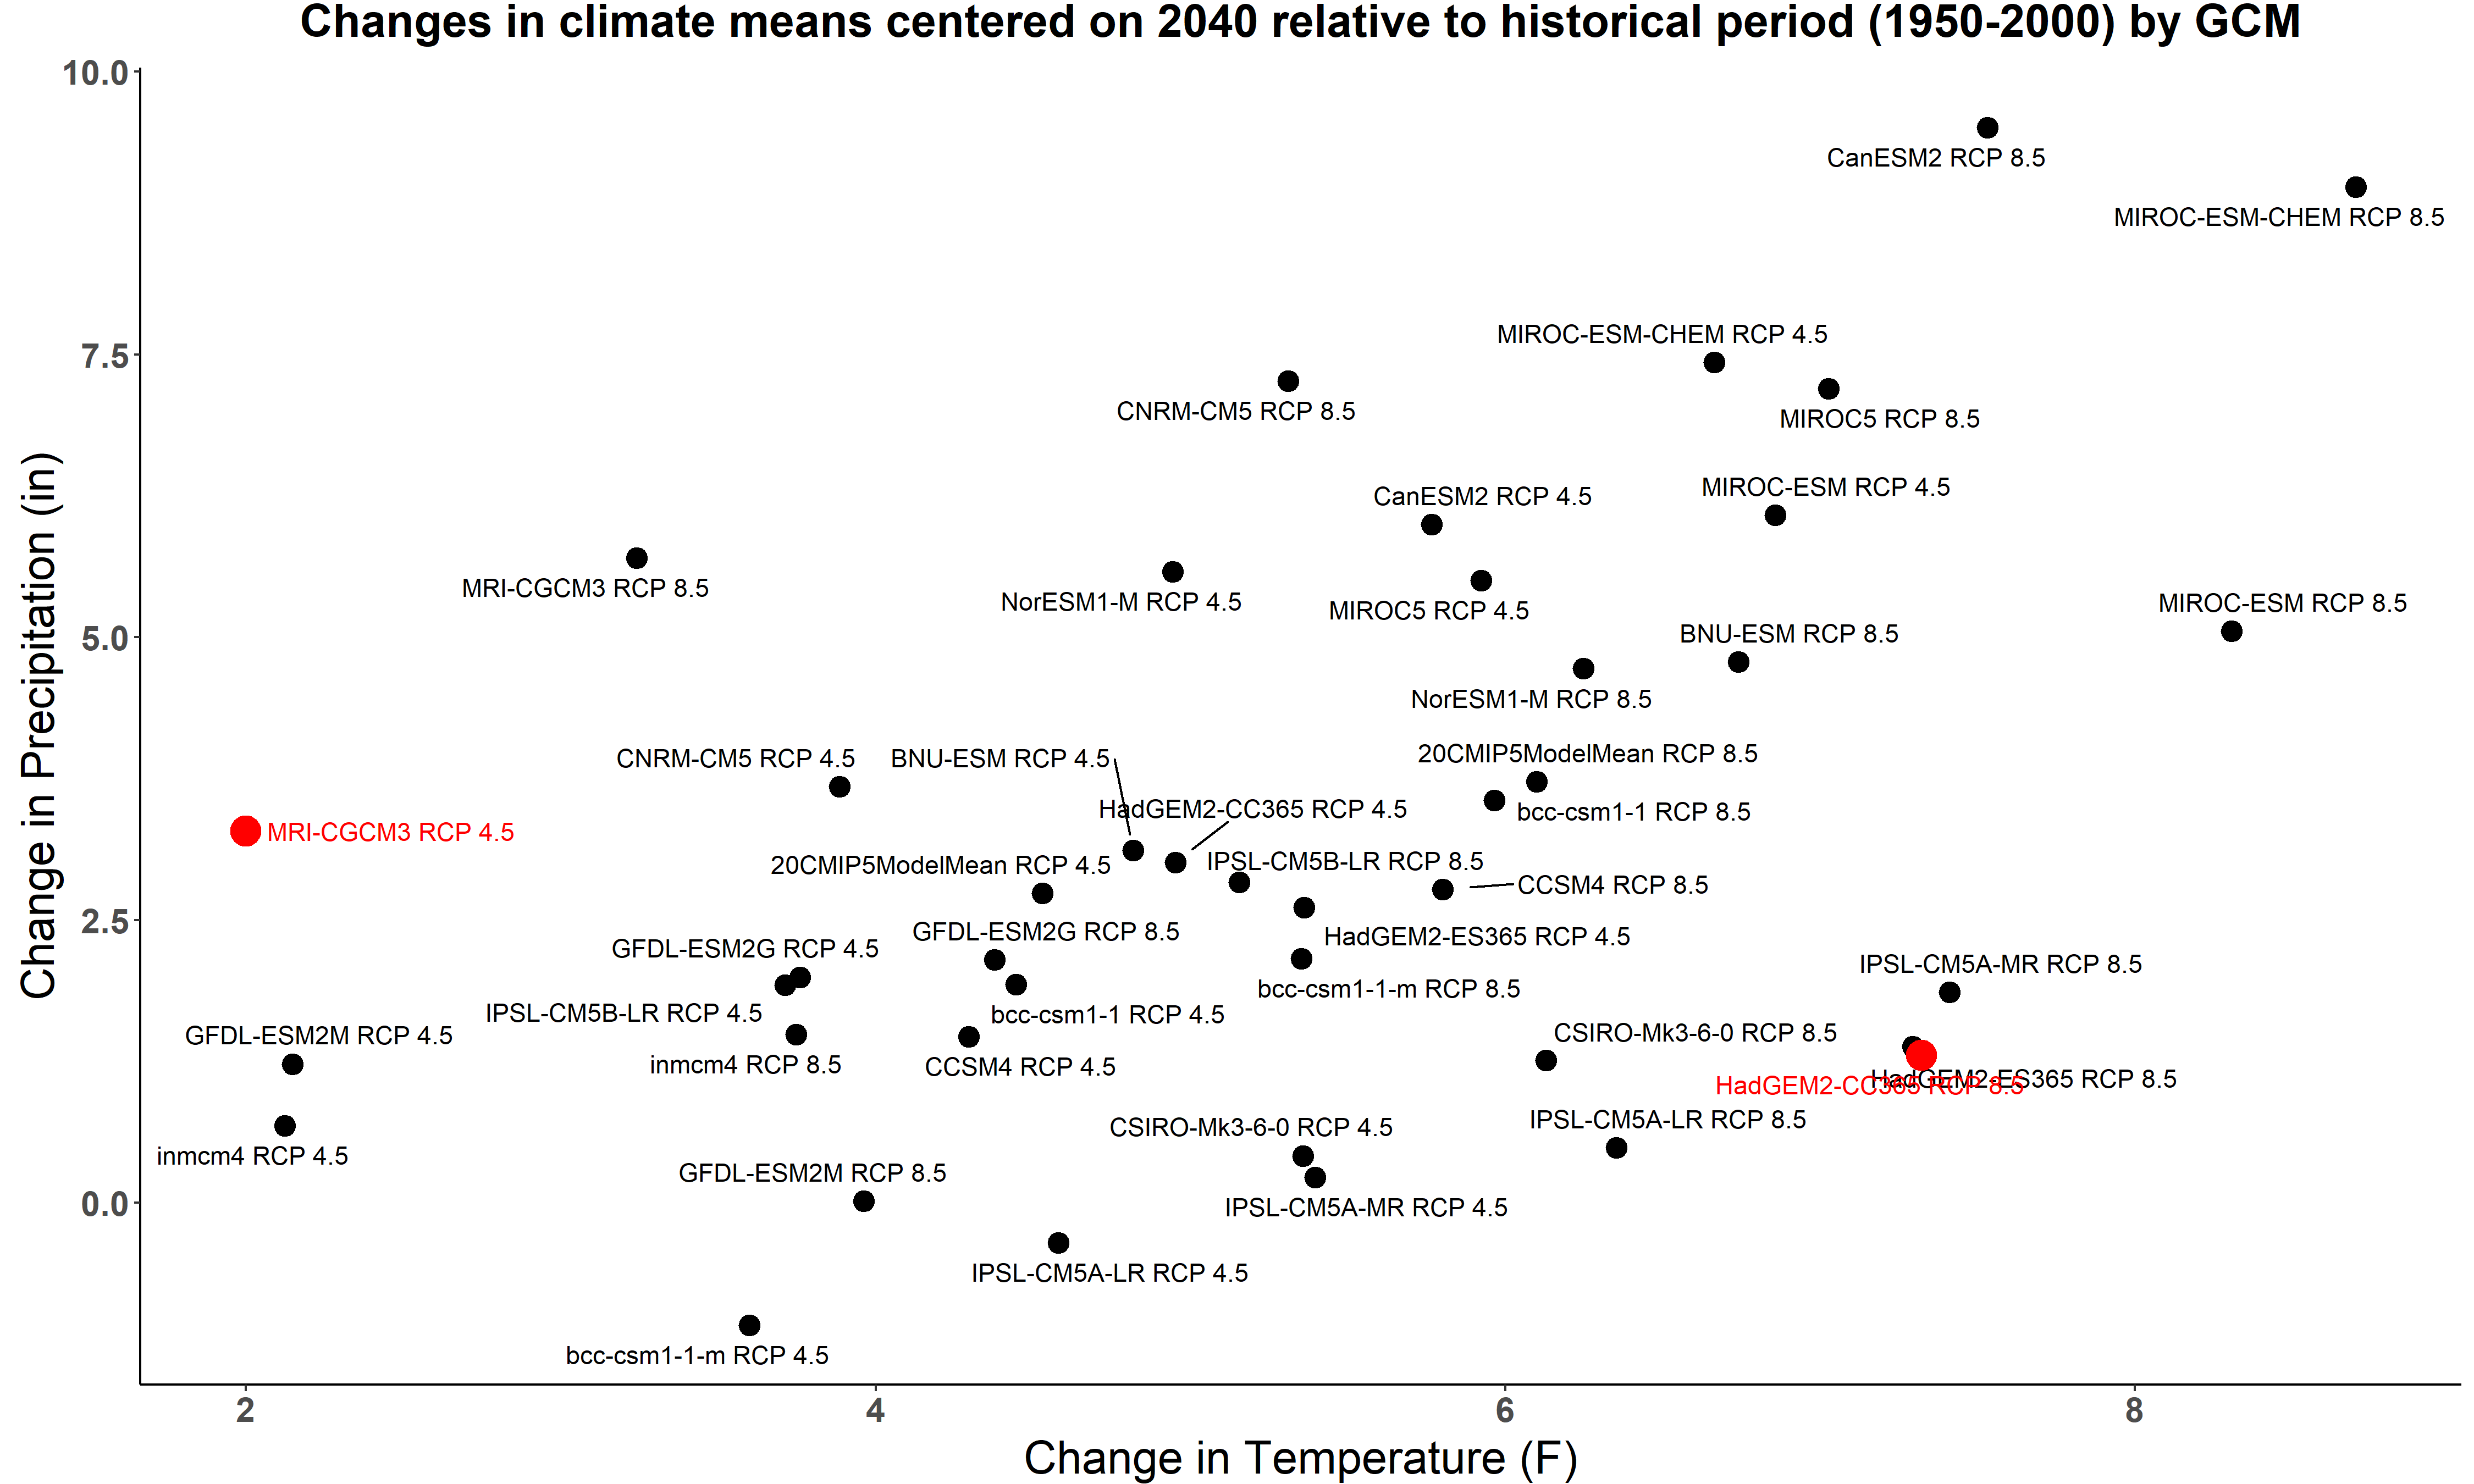 Changes in climate means centered on 2040 relative to historical period (1950-2000) by GCM
10.0
CanESM2 RCP 8.5
MIROC-ESM-CHEM RCP 8.5
MIROC-ESM-CHEM RCP 4.5
7.5
CNRM-CM5 RCP 8.5
MIROC5 RCP 8.5
MIROC-ESM RCP 4.5
CanESM2 RCP 4.5
MRI-CGCM3 RCP 8.5
NorESM1-M RCP 4.5
MIROC5 RCP 4.5
MIROC-ESM RCP 8.5
5.0
BNU-ESM RCP 8.5
NorESM1-M RCP 8.5
Change in Precipitation (in)
CNRM-CM5 RCP 4.5
BNU-ESM RCP 4.5
20CMIP5ModelMean RCP 8.5
HadGEM2-CC365 RCP 4.5
bcc-csm1-1 RCP 8.5
MRI-CGCM3 RCP 4.5
20CMIP5ModelMean RCP 4.5
IPSL-CM5B-LR RCP 8.5
CCSM4 RCP 8.5
2.5
GFDL-ESM2G RCP 8.5
HadGEM2-ES365 RCP 4.5
GFDL-ESM2G RCP 4.5
IPSL-CM5A-MR RCP 8.5
bcc-csm1-1-m RCP 8.5
IPSL-CM5B-LR RCP 4.5
bcc-csm1-1 RCP 4.5
GFDL-ESM2M RCP 4.5
CSIRO-Mk3-6-0 RCP 8.5
inmcm4 RCP 8.5
CCSM4 RCP 4.5
HadGEM2-ES365 RCP 8.5
HadGEM2-CC365 RCP 8.5
IPSL-CM5A-LR RCP 8.5
CSIRO-Mk3-6-0 RCP 4.5
inmcm4 RCP 4.5
GFDL-ESM2M RCP 8.5
0.0
IPSL-CM5A-MR RCP 4.5
IPSL-CM5A-LR RCP 4.5
bcc-csm1-1-m RCP 4.5
2
4
6
8
Change in Temperature (F)